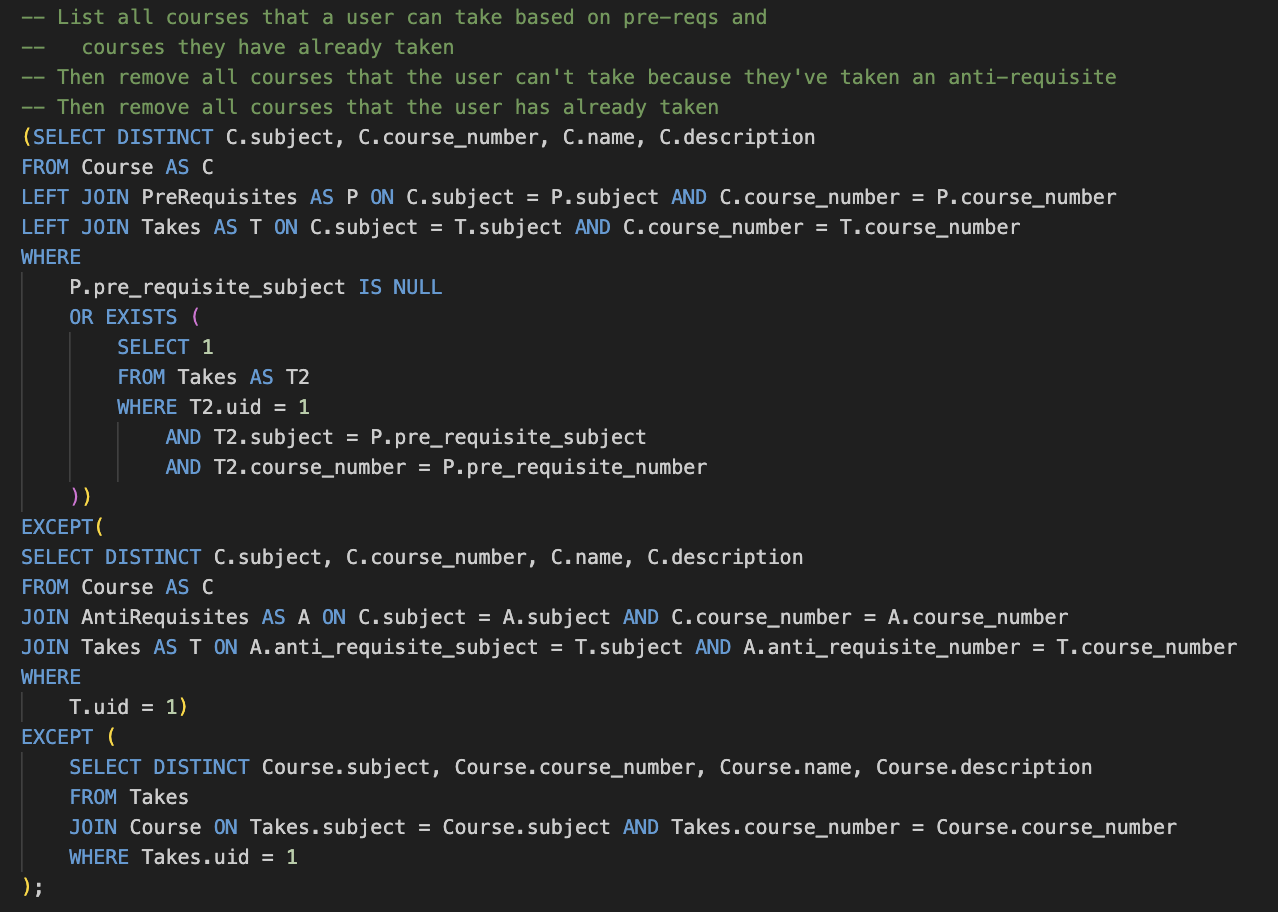 -- List all courses that a user can take based on pre-reqs and
--   courses they have already taken
-- Then remove all courses that the user can't take because they've taken an anti-requisite
-- Then remove all courses that the user has already taken
(SELECT DISTINCT C.subject, C.course_number, C.name, C.description
FROM Course AS C
LEFT JOIN PreRequisites AS P ON C.subject = P.subject AND C.course_number = P.course_number
LEFT JOIN Takes AS T ON C.subject = T.subject AND C.course_number = T.course_number
WHERE
    P.pre_requisite_subject IS NULL
    OR EXISTS (
        SELECT 1
        FROM Takes AS T2
        WHERE T2.uid = 1
            AND T2.subject = P.pre_requisite_subject
            AND T2.course_number = P.pre_requisite_number
    ))
EXCEPT(
SELECT DISTINCT C.subject, C.course_number, C.name, C.description
FROM Course AS C
JOIN AntiRequisites AS A ON C.subject = A.subject AND C.course_number = A.course_number
JOIN Takes AS T ON A.anti_requisite_subject = T.subject AND A.anti_requisite_number = T.course_number
WHERE
    T.uid = 1)
EXCEPT (
    SELECT DISTINCT Course.subject, Course.course_number, Course.name, Course.description
    FROM Takes
    JOIN Course ON Takes.subject = Course.subject AND Takes.course_number = Course.course_number
    WHERE Takes.uid = 1
);